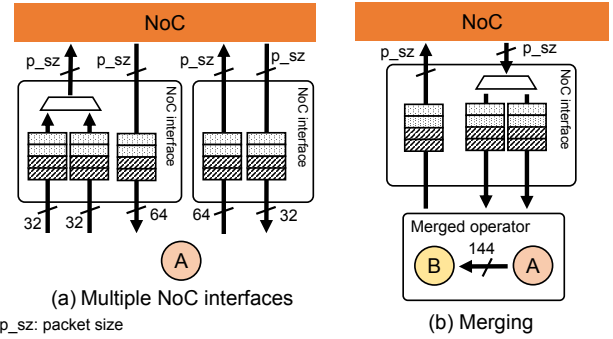 NoC
p_sz
p_sz
p_sz
p_sz
NoC interface
NoC interface
32
32
64
64
32
A
(a) Multiple NoC interfaces
p_sz: packet size
NoC
p_sz
p_sz
NoC interface
Merged operator
144
B
A
(b) Merging